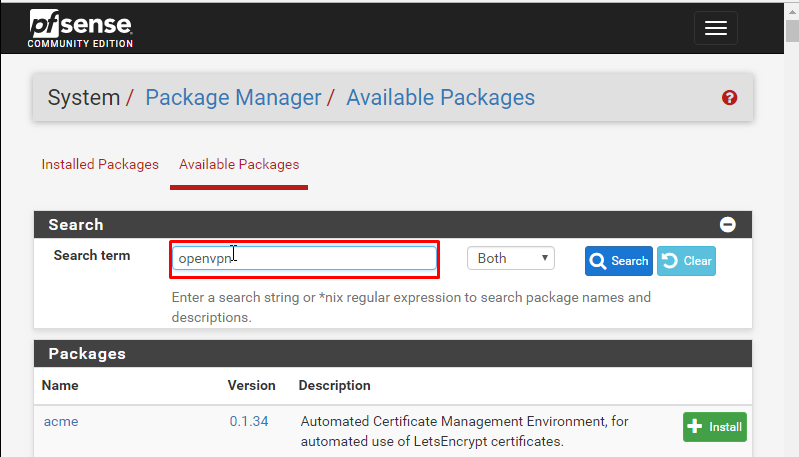 pfsense
COMMUNITY EDITION
System / Package Manager / Available Packages
Installed Packages Available Packages
Search
Search term openvpn Both Search Clear
Enter a search string or *nix regular expression to search package names and
descriptions.
Packages
Name Version Description
acme 0.1.34 Automated Certificate Management Environment, for Install
automated use of LetsEncrypt certificates.